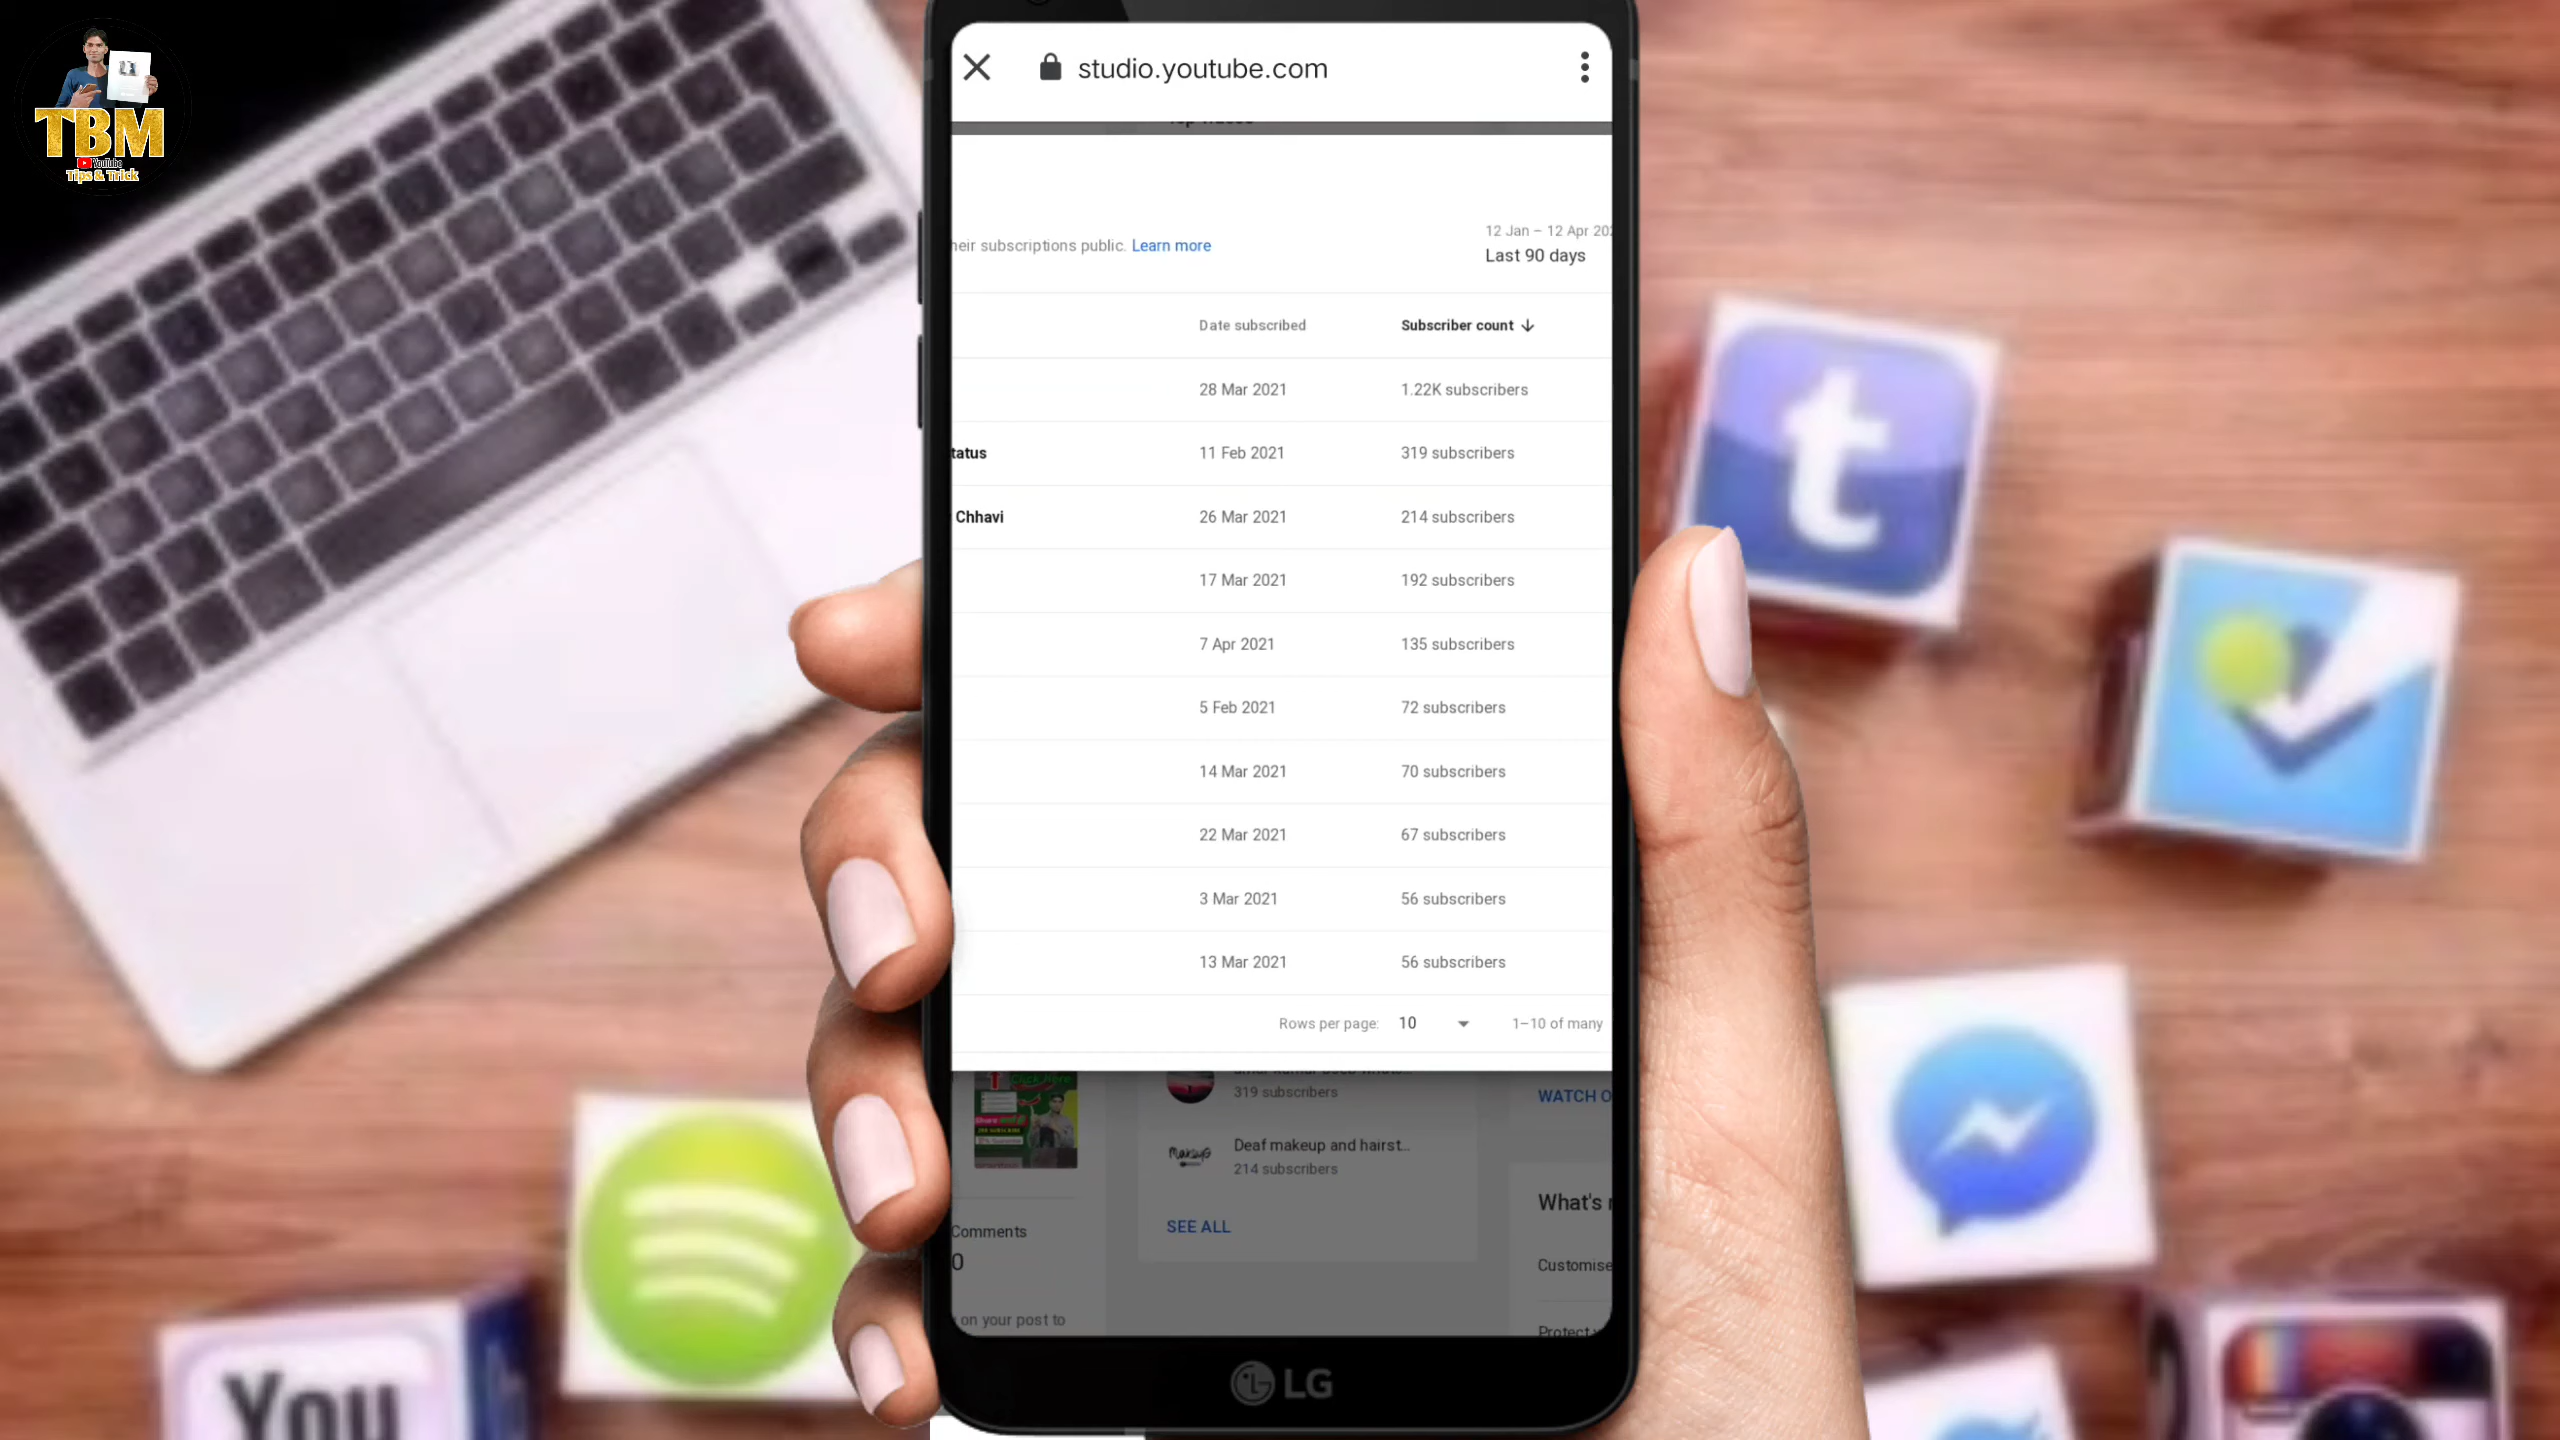 TBM
YouTube
Tips & Trick
studio.youtube.com
heir subscriptions public. Learn more
12 Jan – 12 Apr 202
Last 90 days
Date subscribed
Subscriber count
28 Mar 2021
1.22K subscribers
tatus
11 Feb 2021
319 subscribers
Chhavi
26 Mar 2021
214 subscribers
17 Mar 2021
192 subscribers
7 Apr 2021
135 subscribers
5 Feb 2021
72 subscribers
14 Mar 2021
70 subscribers
22 Mar 2021
67 subscribers
3 Mar 2021
56 subscribers
13 Mar 2021
56 subscribers
Rows per page: 10
1–10 of many
319 subscribers
WATCH O
Deaf makeup and hairst...
214 subscribers
SEE ALL
What's
Comments
0
Customise
on your post to
Protect
LG
t
You